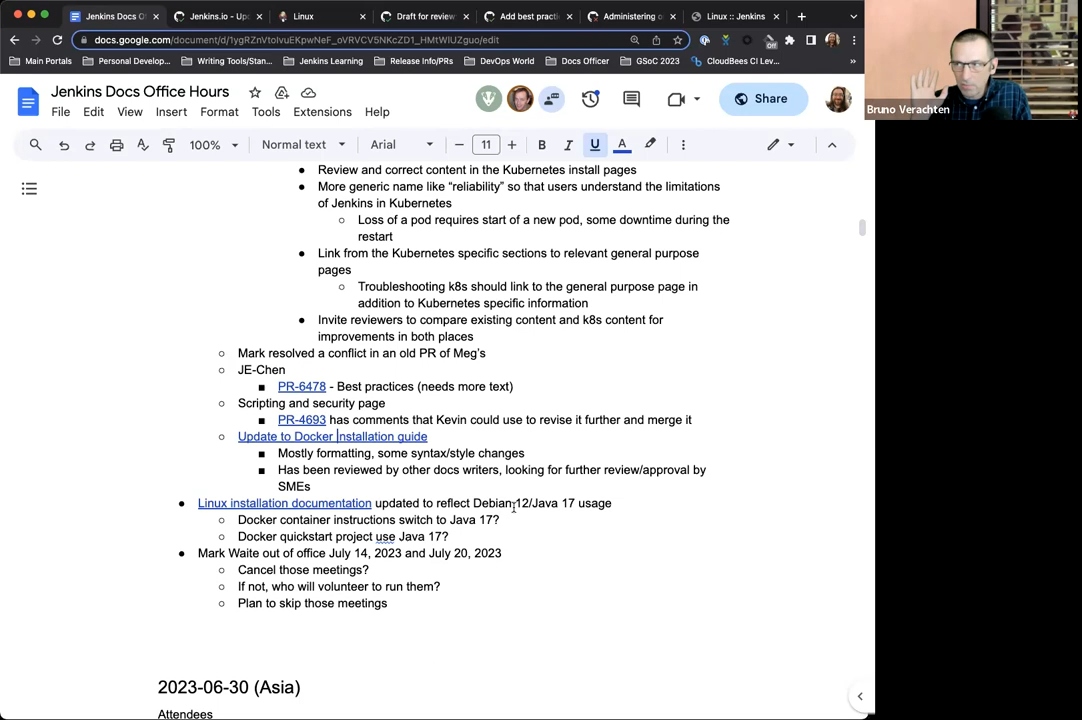 Jenkins Docs Of
Jenkins.io - Up
Linux
Draft for review
Add best practi
Administering o
Linux :: Jenkins
docs.google.com/document/d/1ygRZnVtoIvuEKpwNeF_oVRVCV5NKcZD1_HMtWIUZguo/edit
Off
Main Portals
Personal Develop...
Writing Tools/Stan...
Jenkins Learning
Release Info/PRs
DevOps World
Docs Officer
GSoC 2023
CloudBees CI Lev...
»
Bruno Verachten
Jenkins Docs Office Hours
File Edit View Insert Format Tools Extensions Help
Share
100% Normal text Arial 11 B I U A
Review and correct content in the Kubernetes install pages
More generic name like “reliability” so that users understand the limitations
of Jenkins in Kubernetes
Loss of a pod requires start of a new pod, some downtime during the
restart
Link from the Kubernetes specific sections to relevant general purpose
pages
Troubleshooting k8s should link to the general purpose page in
addition to Kubernetes specific information
Invite reviewers to compare existing content and k8s content for
improvements in both places
Mark resolved a conflict in an old PR of Meg’s
JE-Chen
PR-6478 - Best practices (needs more text)
Scripting and security page
PR-4693 has comments that Kevin could use to revise it further and merge it
Update to Docker Installation guide
Mostly formatting, some syntax/style changes
Has been reviewed by other docs writers, looking for further review/approval by
SMEs
Linux installation documentation updated to reflect Debian 12/Java 17 usage
Docker container instructions switch to Java 17?
Docker quickstart project use Java 17?
Mark Waite out of office July 14, 2023 and July 20, 2023
Cancel those meetings?
If not, who will volunteer to run them?
Plan to skip those meetings
2023-06-30 (Asia)
Attendees